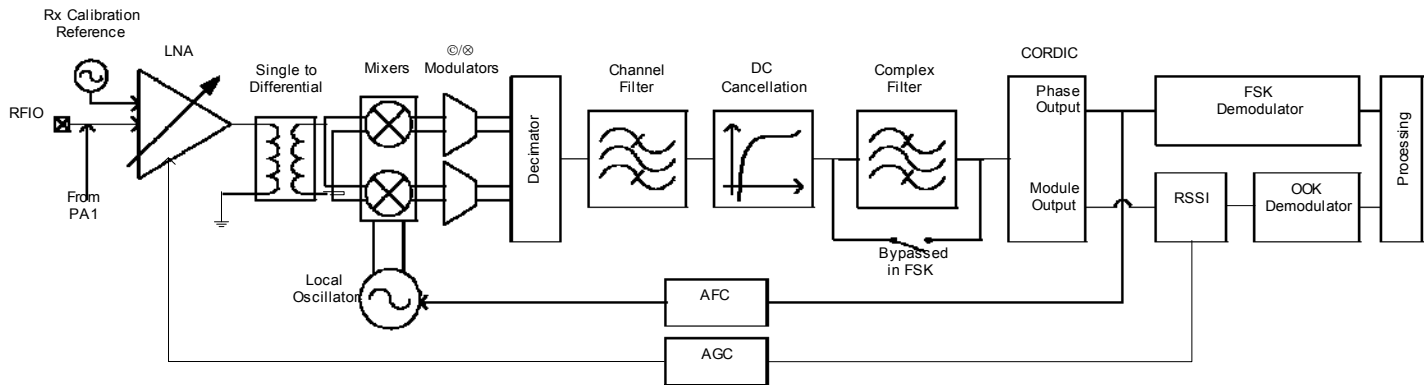 Rx Calibration
Reference
LNA
Single to
Differential
Mixers
©/⊗
Modulators
Channel
Filter
DC
Cancellation
Complex
Filter
CORDIC
RFIO
From
PA1
Decimator
Phase
Output
Module
Output
FSK
Demodulator
RSSI
OOK
Demodulator
Processing
Bypassed
in FSK
Local
Oscillator
AFC
AGC